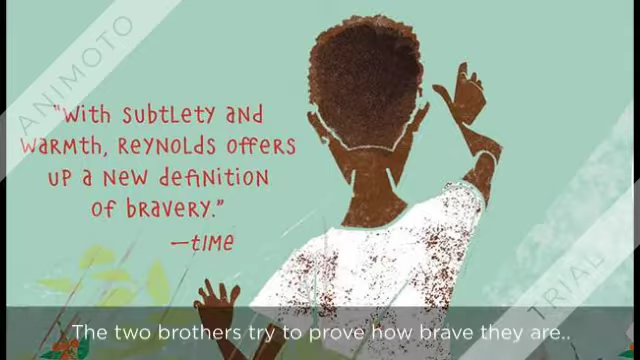 "With subtlety and
warmth, Reynolds offers
up a new definition
of bravery."
—TIME
ANIMOTO
TRIAL
The two brothers try to prove how brave they are..